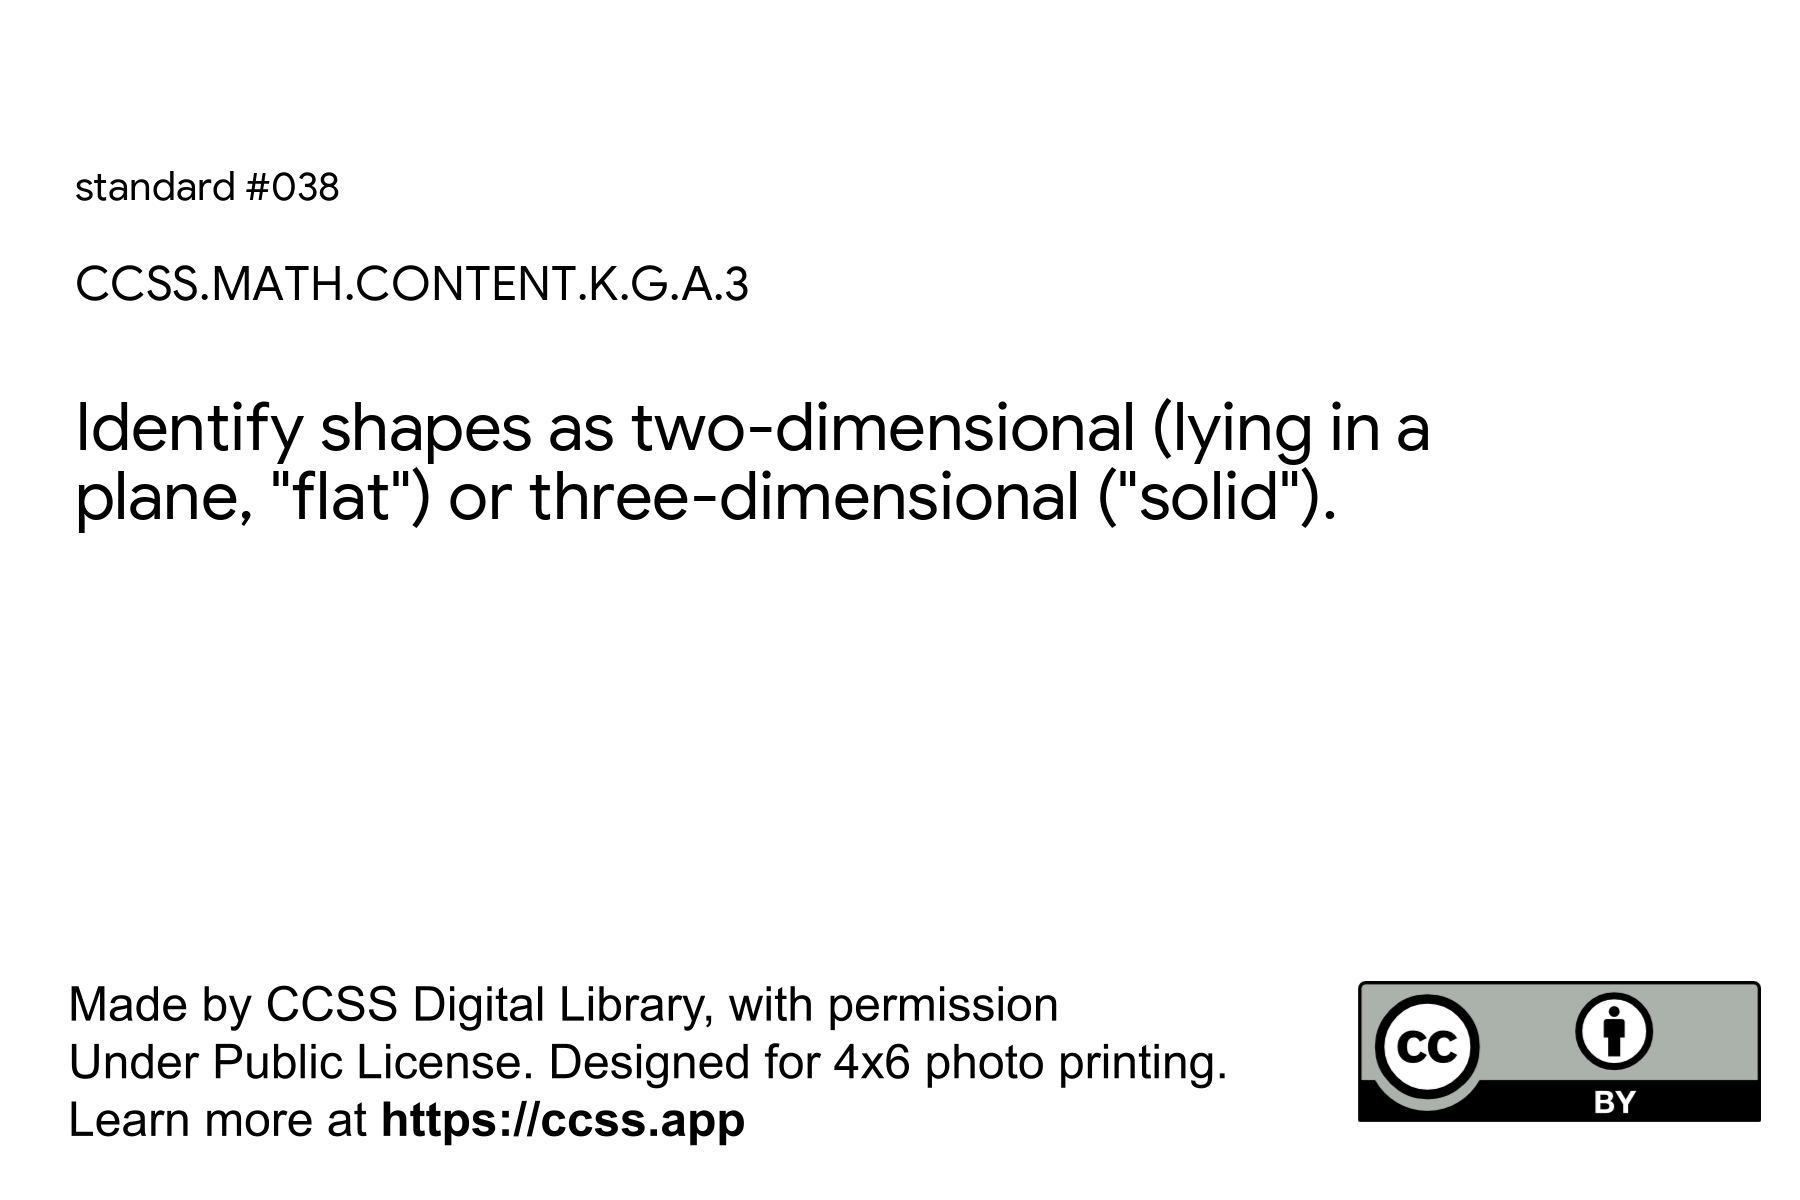 standard #038
CCSS.MATH.CONTENT.K.G.A.3
Identify shapes as two-dimensional (lying in a
plane, "flat") or three-dimensional ("solid").
Made by CCSS Digital Library, with permission
Under Public License. Designed for 4x6 photo printing.
Learn more at https://ccss.app
cc
BY